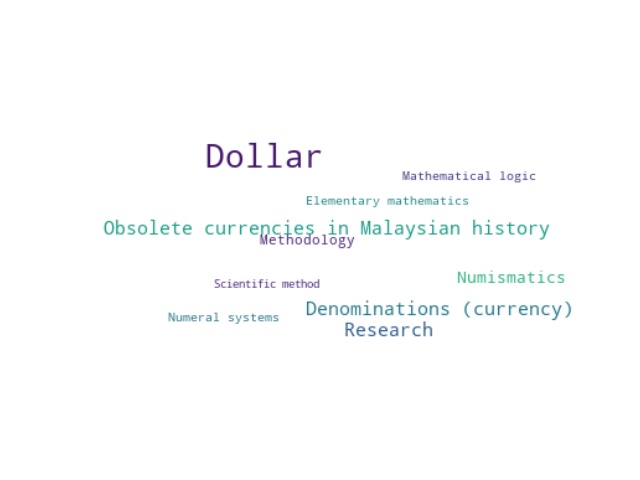 Dollar
Mathematical logic
Elementary mathematics
Obsolete currencies in Malaysian history
Methodology
Numismatics
Scientific method
Denominations (currency)
Numeral systems
Research